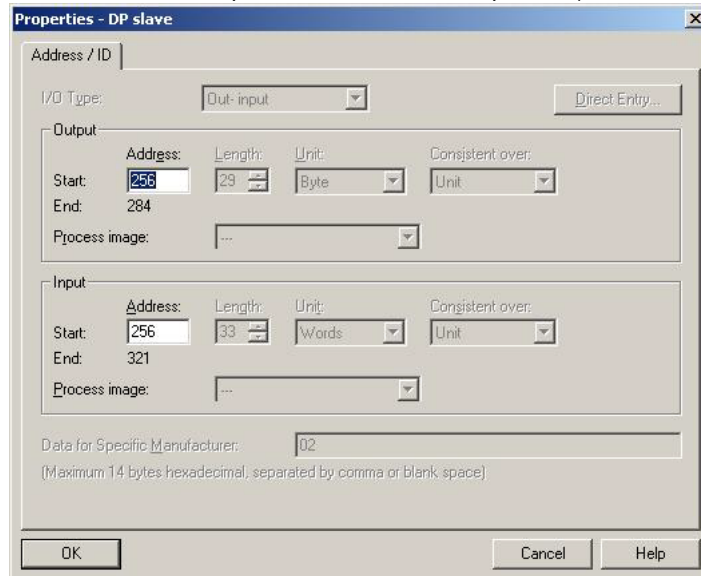 Properties - DP slave
Address / ID
I/O Type: Out- input Direct Entry...
Output
Address: Length: Unit: Consistent over:
Start: 256 29 Byte Unit
End: 284
Process image: ---
Input
Address: Length: Unit: Consistent over:
Start: 256 33 Words Unit
End: 321
Process image: ---
Data for Specific Manufacturer: 02
(Maximum 14 bytes hexadecimal, separated by comma or blank space)
OK Cancel Help